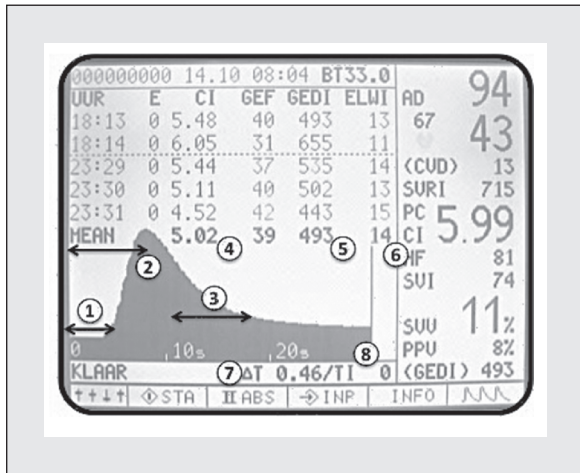 000000000 14.10 08:04 BT33.0
UUR E CI GEF GEDI ELWI
18:13 0 5.48 40 493 13
18:14 0 6.05 31 655 11
23:29 0 5.44 37 535 14
23:30 0 5.11 40 502 13
23:31 0 4.52 42 443 15
MEAN 5.02 39 493 14
4 5 6
2
1 3
0 10s 20s
8
KLAAR 7 ΔT 0.46/TI 0
STA II ABS INP INFO
AD 94
67 43
(CVD) 13
SVRI 715
PC
CI 5.99
HF 81
SVI 74
SVV 11%
PPV 8%
(GEDI) 493